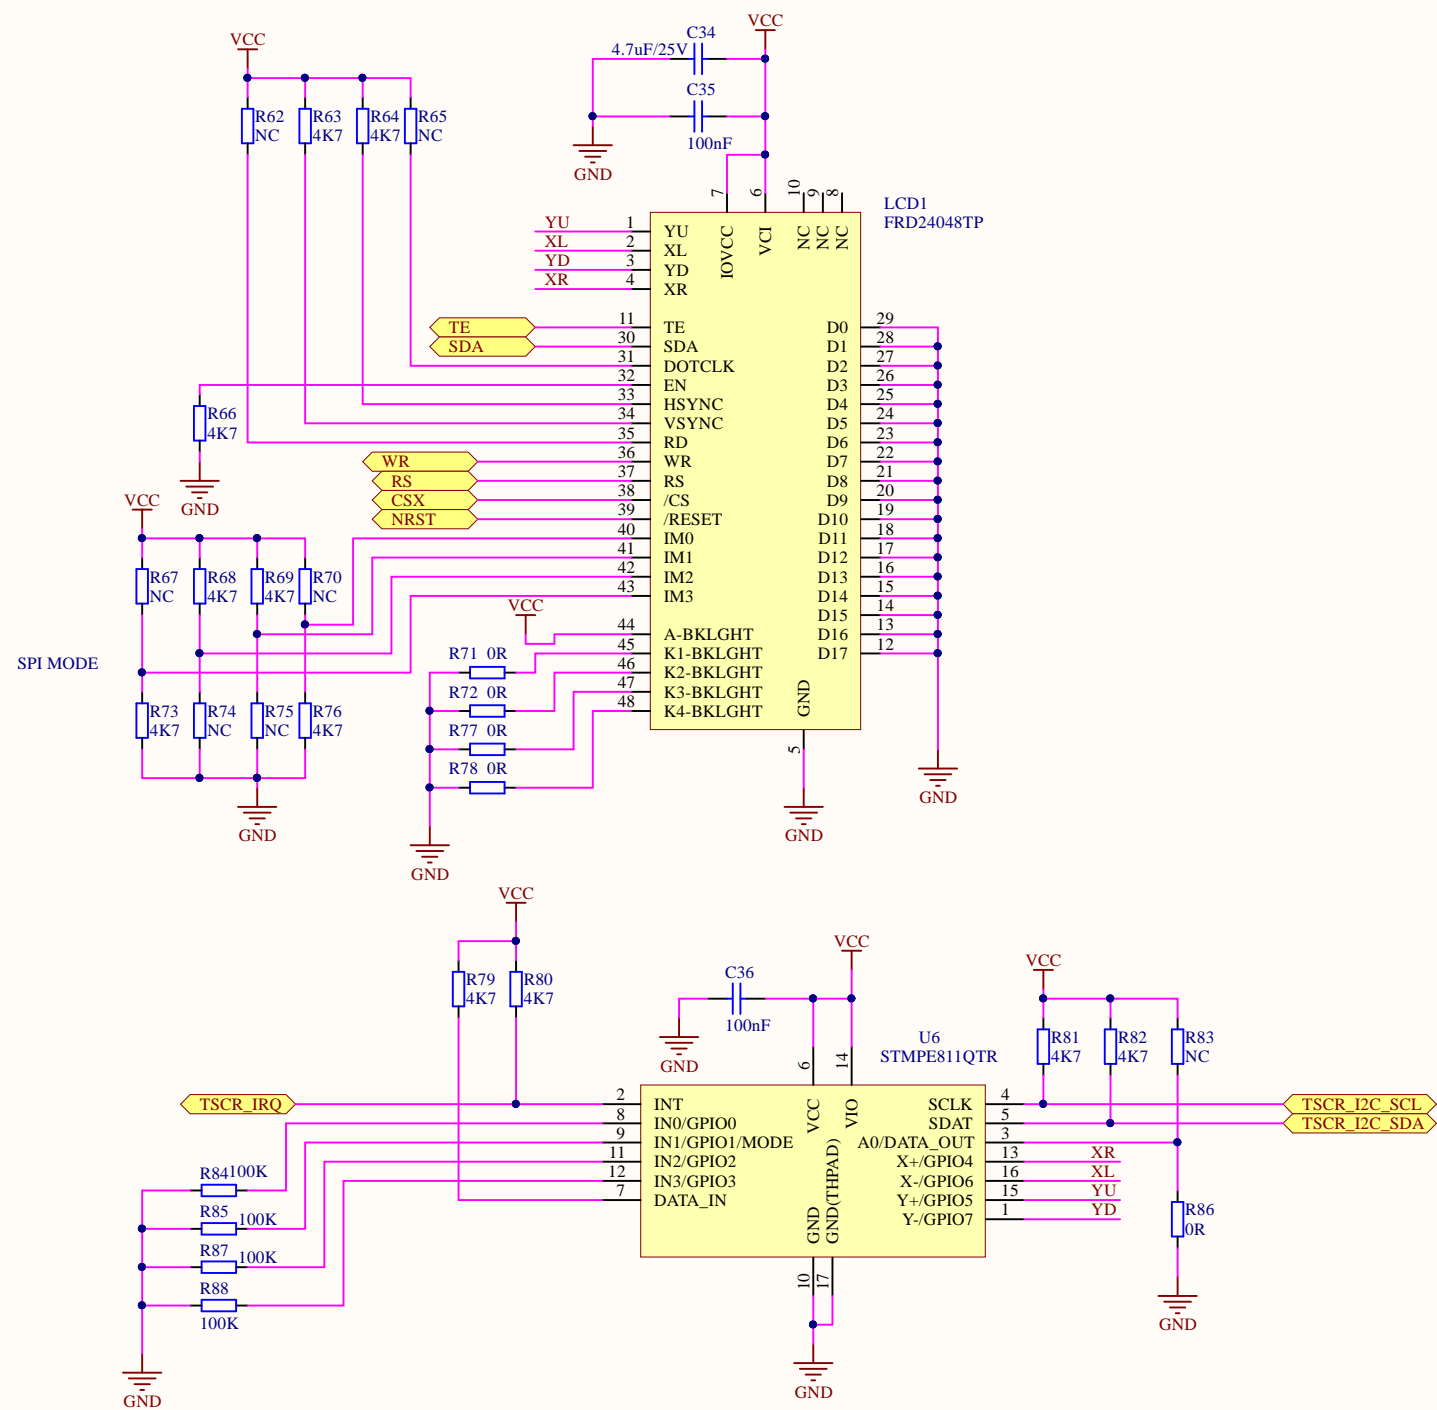 VCC
R62
NC
R63
4K7
R64
4K7
R65
NC
VCC
C34
4.7uF/25V
C35
100nF
GND
7
6
10
9
8
LCD1
FRD24048TP
IOVCC
VCI
NC
NC
NC
YU 1 YU
XL 2 XL
YD 3 YD
XR 4 XR
TE 11 TE
SDA 30 SDA
31 DOTCLK
32 EN
33 HSYNC
34 VSYNC
35 RD
WR 36 WR
RS 37 RS
CSX 38 /CS
NRST 39 /RESET
40 IM0
41 IM1
42 IM2
43 IM3
44 A-BKLGHT
45 K1-BKLGHT
46 K2-BKLGHT
47 K3-BKLGHT
48 K4-BKLGHT
D0 29
D1 28
D2 27
D3 26
D4 25
D5 24
D6 23
D7 22
D8 21
D9 20
D10 19
D11 18
D12 17
D13 16
D14 15
D15 14
D16 13
D17 12
GND
5
GND
GND
R66
4K7
GND
VCC
R67
NC
R68
4K7
R69
4K7
R70
NC
SPI MODE
R73
4K7
R74
NC
R75
NC
R76
4K7
GND
VCC
R71 0R
R72 0R
R77 0R
R78 0R
GND
VCC
R79
4K7
R80
4K7
C36
100nF
GND
VCC
6
14
U6
STMPE811QTR
VCC
R81
4K7
R82
4K7
R83
NC
TSCR_IRQ 2 INT
8 IN0/GPIO0
9 IN1/GPIO1/MODE
11 IN2/GPIO2
12 IN3/GPIO3
7 DATA_IN
VCC
VIO
GND
GND(THPAD)
SCLK 4 TSCR_I2C_SCL
SDAT 5 TSCR_I2C_SDA
A0/DATA_OUT 3
X+/GPIO4 13 XR
X-/GPIO6 16 XL
Y+/GPIO5 15 YU
Y-/GPIO7 1 YD
R84 100K
R85
100K
R87
100K
R88
100K
GND
10
17
GND
R86
0R
GND